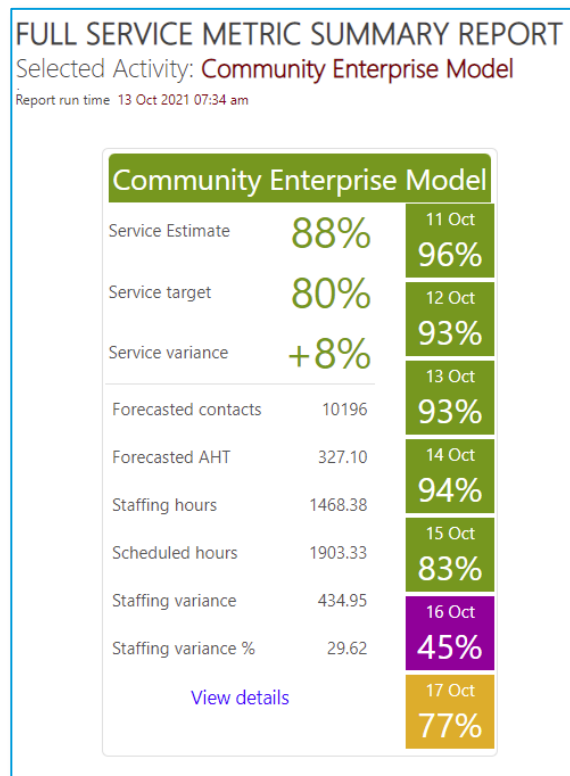 FULL SERVICE METRIC SUMMARY REPORT
Selected Activity: Community Enterprise Model
.
Report run time 13 Oct 2021 07:34 am
Community Enterprise Model
Service Estimate 88%
Service target 80%
Service variance +8%
Forecasted contacts 10196
Forecasted AHT 327.10
Staffing hours 1468.38
Scheduled hours 1903.33
Staffing variance 434.95
Staffing variance % 29.62
View details
11 Oct
96%
12 Oct
93%
13 Oct
93%
14 Oct
94%
15 Oct
83%
16 Oct
45%
17 Oct
77%